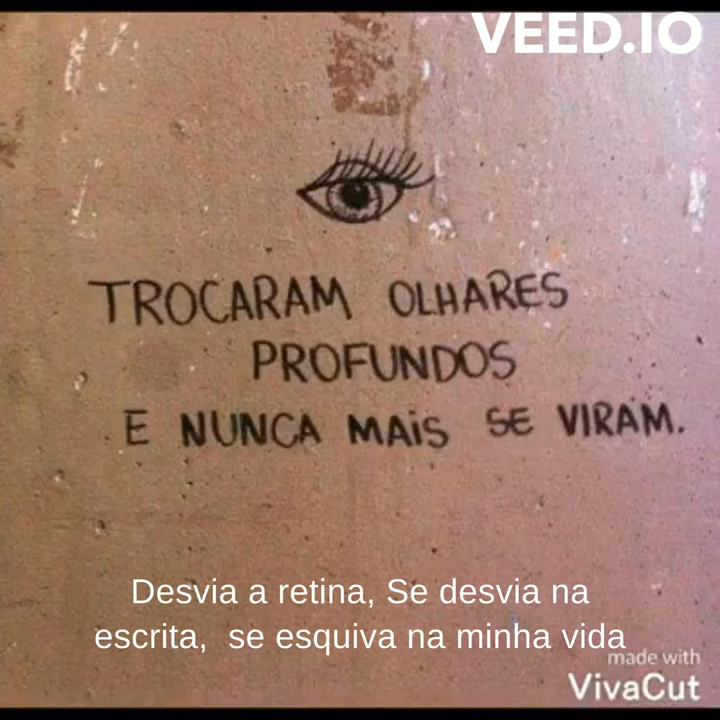 VEED.IO
TROCARAM OLHARES
PROFUNDOS
E NUNCA MAiS SE VIRAM.
Desvia a retina, Se desvia na
escrita, se esquiva na minha vida
made with
VivaCut